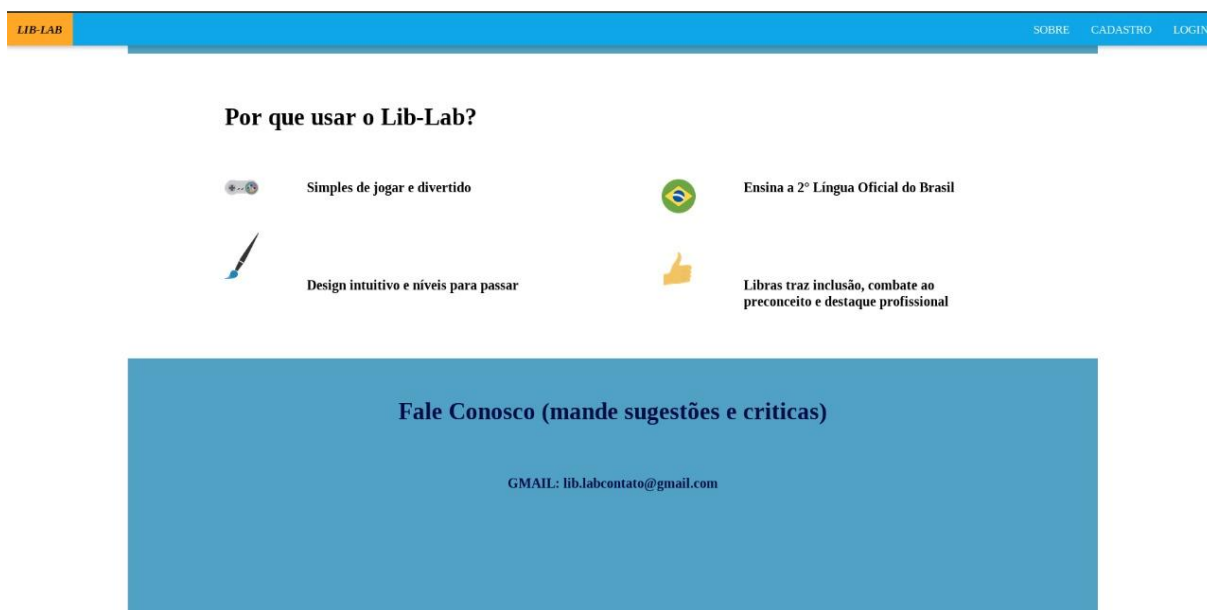 LIB-LAB
SOBRE CADASTRO LOGIN
Por que usar o Lib-Lab?
Simples de jogar e divertido
Ensina a 2° Língua Oficial do Brasil
Design intuitivo e níveis para passar
Libras traz inclusão, combate ao
preconceito e destaque profissional
Fale Conosco (mande sugestões e criticas)
GMAIL: lib.labcontato@gmail.com